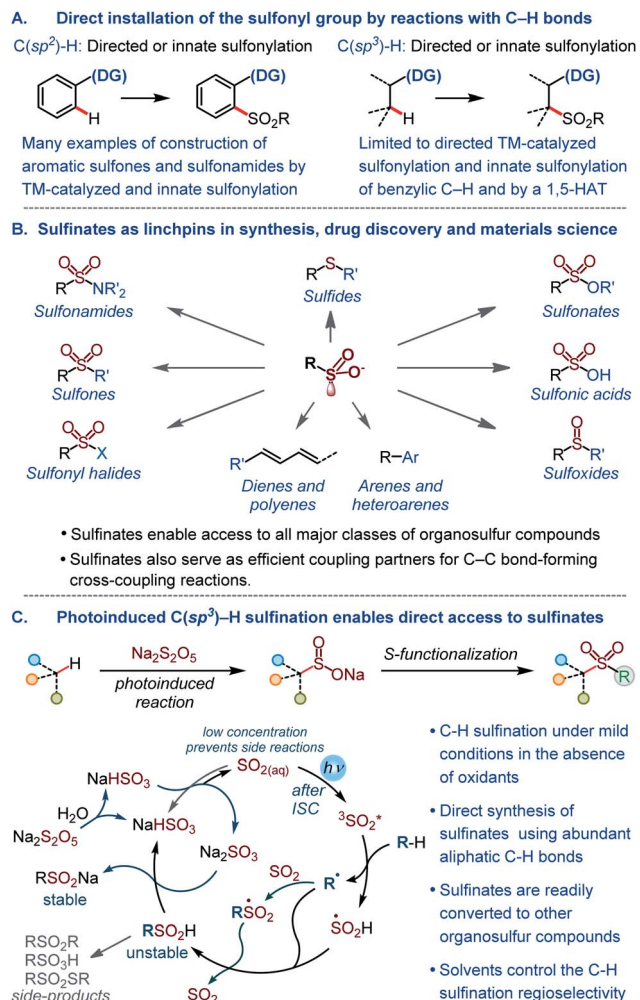 A. Direct installation of the sulfonyl group by reactions with C–H bonds
C(sp²)-H: Directed or innate sulfonylation
C(sp³)-H: Directed or innate sulfonylation
(DG)
H
(DG)
SO₂R
(DG)
H
(DG)
SO₂R
Many examples of construction of
aromatic sulfones and sulfonamides by
TM-catalyzed and innate sulfonylation
Limited to directed TM-catalyzed
sulfonylation and innate sulfonylation
of benzylic C–H and by a 1,5-HAT
B. Sulfinates as linchpins in synthesis, drug discovery and materials science
O O
R S NR'₂
Sulfonamides
R S R'
Sulfides
O O
R S OR'
Sulfonates
O O
R S R'
Sulfones
R S O O-
O O
R S OH
Sulfonic acids
O O
R S X
Sulfonyl halides
R'
Dienes and
polyenes
R–Ar
Arenes and
heteroarenes
O
R S R'
Sulfoxides
• Sulfinates enable access to all major classes of organosulfur compounds
• Sulfinates also serve as efficient coupling partners for C–C bond-forming
cross-coupling reactions.
C. Photoinduced C(sp³)–H sulfination enables direct access to sulfinates
H
Na₂S₂O₅
photoinduced
reaction
O
S
ONa
S-functionalization
O O
S
R
low concentration
prevents side reactions
SO₂(aq)
hν
after
ISC
³SO₂*
R-H
R•
SO₂
RṠO₂
ṠO₂H
SO₂
NaHSO₃
H₂O
Na₂S₂O₅
NaHSO₃
Na₂SO₃
RSO₂Na
stable
RSO₂H
unstable
RSO₂R
RSO₃H
RSO₂SR
side-products
• C-H sulfination under mild
conditions in the absence
of oxidants
• Direct synthesis of
sulfinates using abundant
aliphatic C-H bonds
• Sulfinates are readily
converted to other
organosulfur compounds
• Solvents control the C-H
sulfination regioselectivity